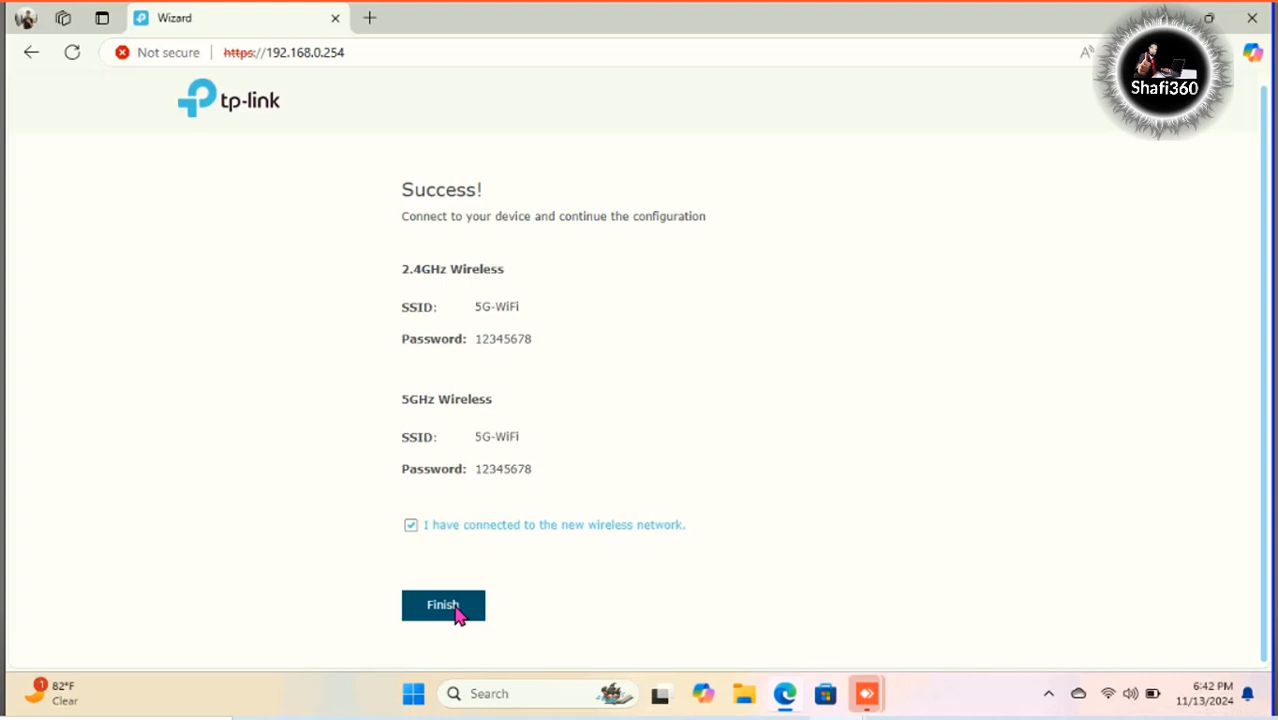 Wizard
Not secure https://192.168.0.254
Shafi360
tp-link
Success!
Connect to your device and continue the configuration
2.4GHz Wireless
SSID: 5G-WiFi
Password: 12345678
5GHz Wireless
SSID: 5G-WiFi
Password: 12345678
I have connected to the new wireless network.
Finish
1
82°F
Clear
Search
6:42 PM
11/13/2024